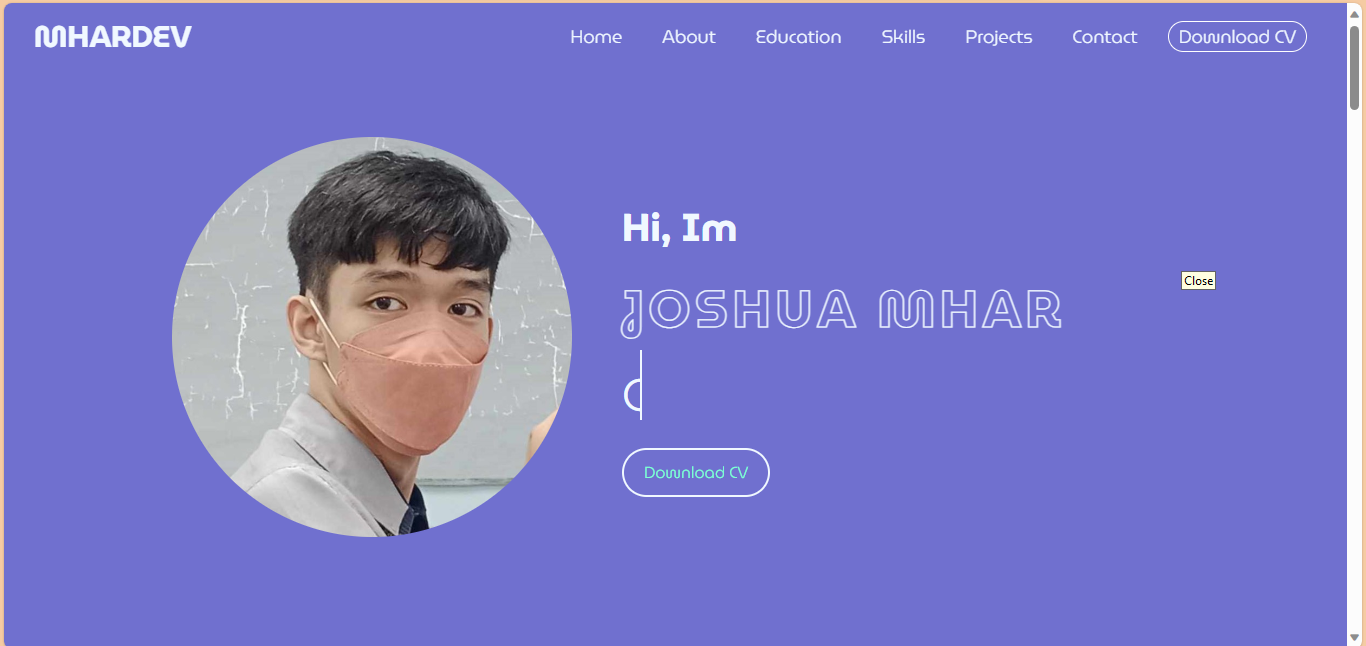 MHARDEV
Home About Education Skills Projects Contact Download CV
Hi, Im
JOSHUA MHAR
Close
Download CV